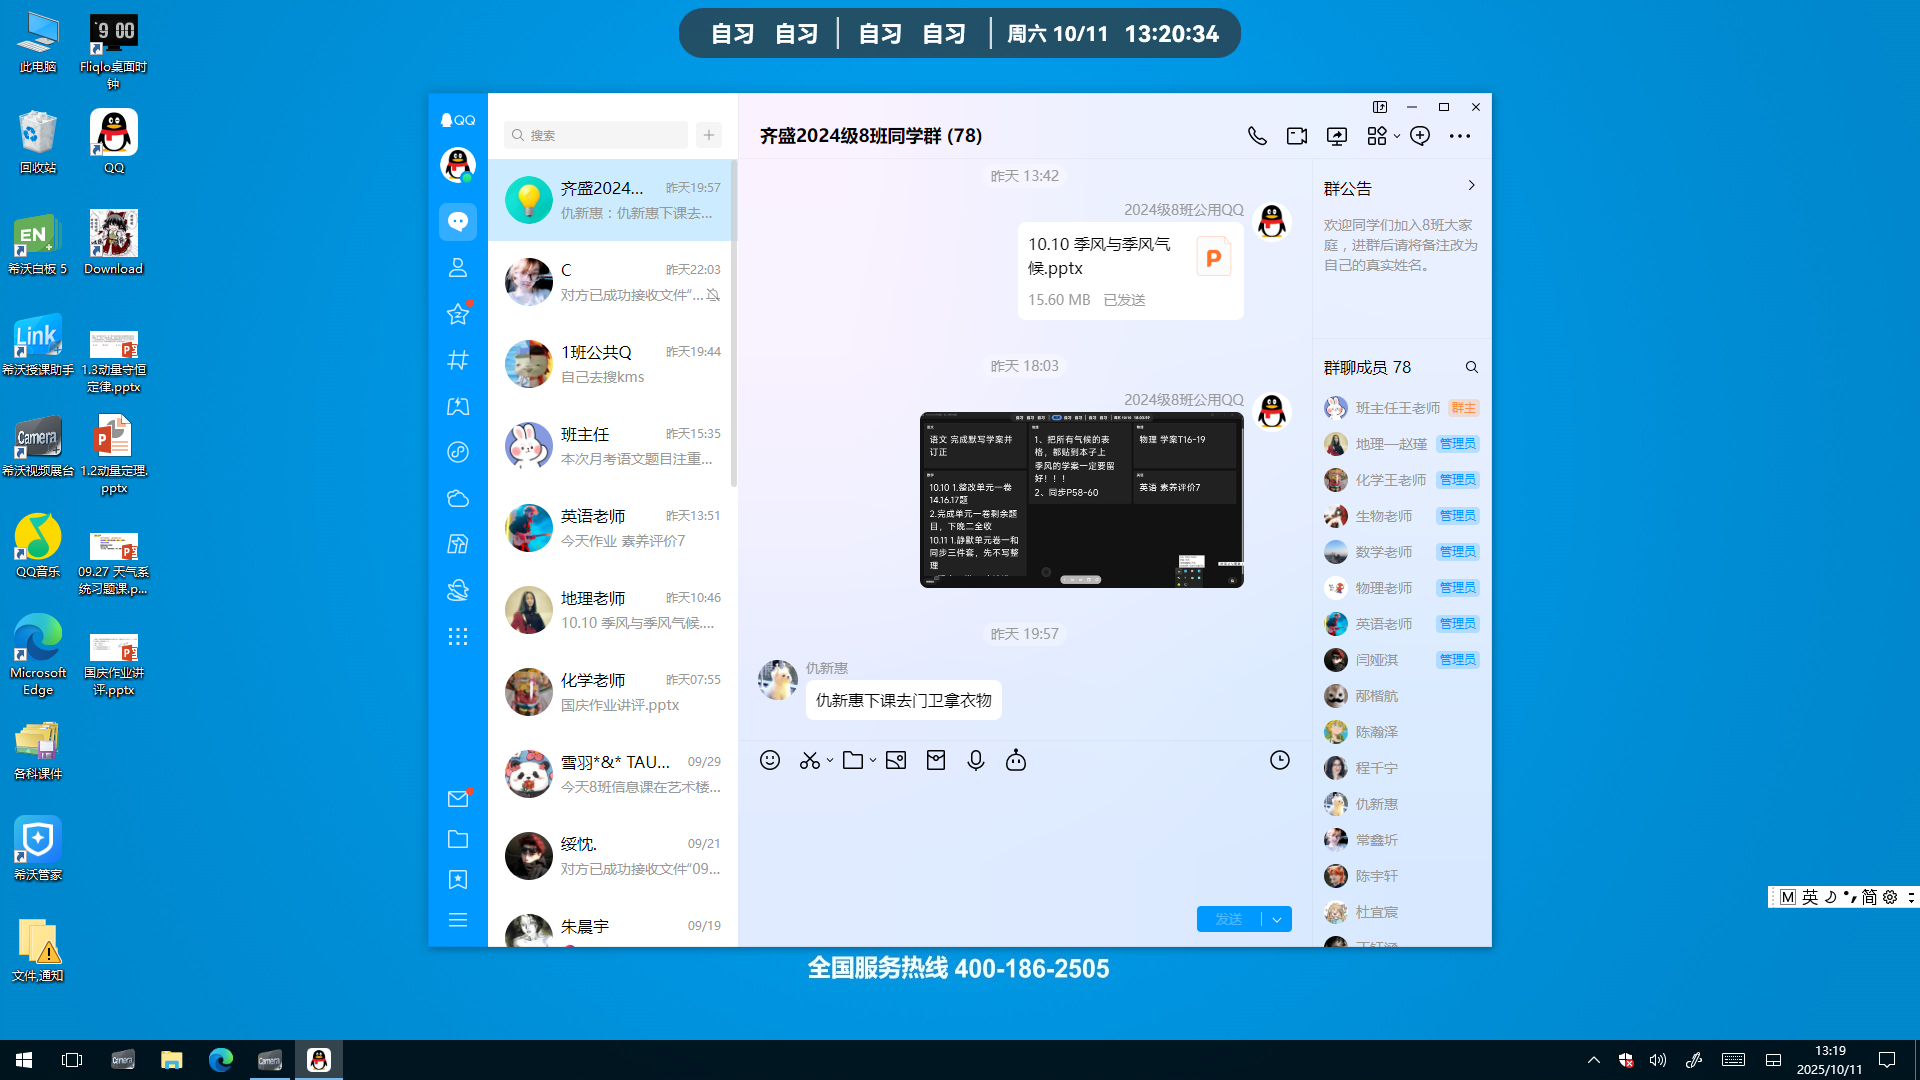 自习 自习 自习 自习 周六 10/11 13:20:34
此电脑
Fliqlo桌面时
钟
回收站
QQ
EN
希沃白板 5
Download
Link
希沃授课助手
1.3动量守恒
定律.pptx
Camera
希沃视频展台
1.2动量定理.
pptx
QQ音乐
09.27 天气系
统习题课.p...
Microsoft
Edge
国庆作业讲
评.pptx
各科课件
希沃管家
文件,通知
QQ
搜索
齐盛2024... 昨天19:57
仇新惠：仇新惠下课去...
C 昨天22:03
对方已成功接收文件“...
1班公共Q 昨天19:44
自己去搜kms
班主任 昨天15:35
本次月考语文题目注重...
英语老师 昨天13:51
今天作业 素养评价7
地理老师 昨天10:46
10.10 季风与季风气候....
化学老师 昨天07:55
国庆作业讲评.pptx
雪羽*&* TAU... 09/29
今天8班信息课在艺术楼...
绥忱. 09/21
对方已成功接收文件“09...
朱晨宇 09/19
齐盛2024级8班同学群 (78)
昨天 13:42
2024级8班公用QQ
10.10 季风与季风气
候.pptx
15.60 MB 已发送
昨天 18:03
2024级8班公用QQ
语文 完成默写学案并
订正
10.10 1.整改单元一卷
14.16.17题
2.完成单元一卷剩余题
目，下晚二全收
10.11 1.静默单元卷一和
同步三件套，先不写整
理
1、把所有气候的表
格，都贴到本子上
季风的学案一定要留
好！！！
2、同步P58-60
物理 学案T16-19
英语 素养评价7
昨天 19:57
仇新惠
仇新惠下课去门卫拿衣物
发送
群公告
欢迎同学们加入8班大家
庭，进群后请将备注改为
自己的真实姓名。
群聊成员 78
班主任王老师 群主
地理—赵瑾 管理员
化学王老师 管理员
生物老师 管理员
数学老师 管理员
物理老师 管理员
英语老师 管理员
闫娅淇 管理员
邴楷航
陈瀚泽
程千宁
仇新惠
常鑫圻
陈宇轩
杜宜宸
全国服务热线 400-186-2505
M 英 简
13:19
2025/10/11